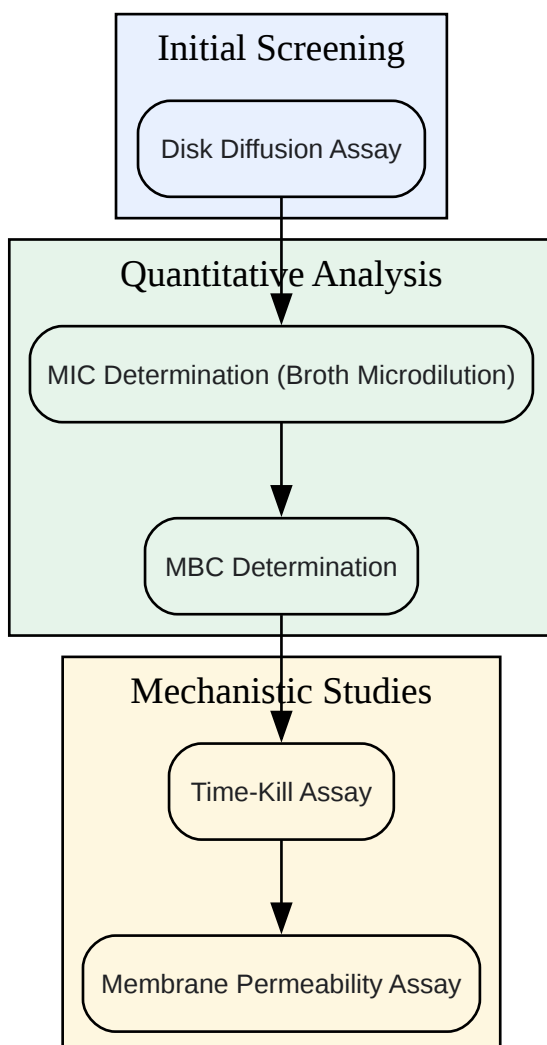 Initial Screening
Disk Diffusion Assay
Quantitative Analysis
MIC Determination (Broth Microdilution)
MBC Determination
Mechanistic Studies
Time-Kill Assay
Membrane Permeability Assay